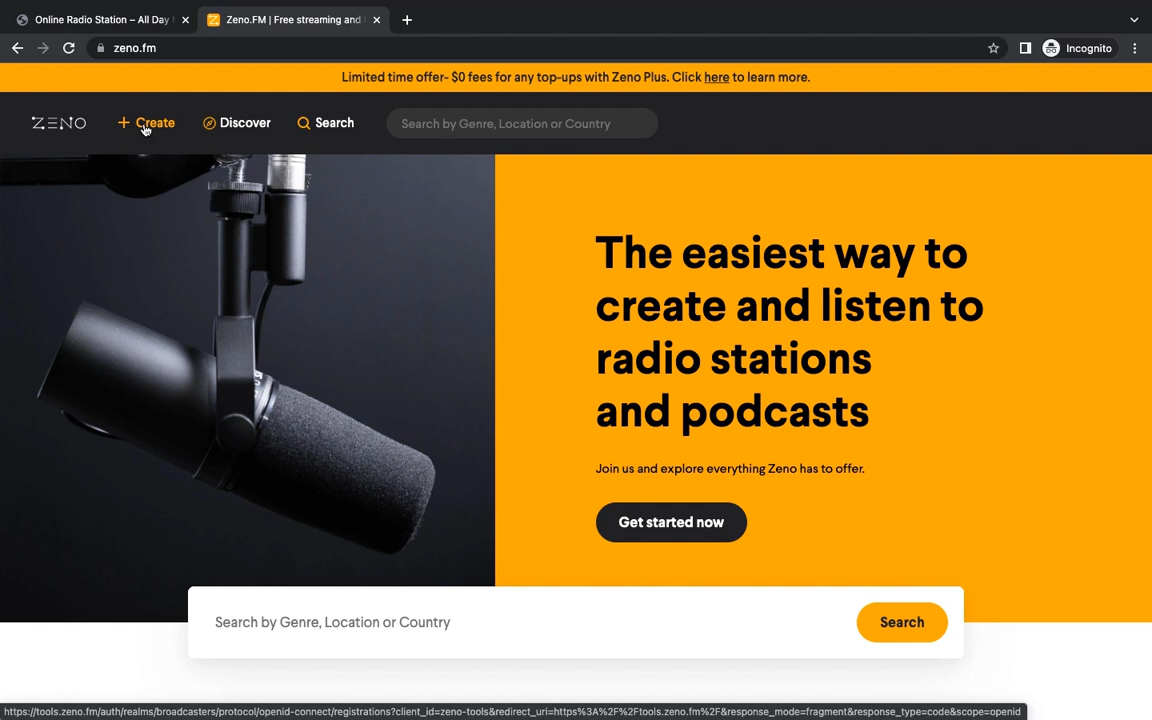 Online Radio Station – All Day
Zeno.FM | Free streaming and
zeno.fm
Incognito
Limited time offer- $0 fees for any top-ups with Zeno Plus. Click here to learn more.
ZENO
Create
Discover
Search
Search by Genre, Location or Country
The easiest way to
create and listen to
radio stations
and podcasts
Join us and explore everything Zeno has to offer.
Get started now
Search by Genre, Location or Country
Search
https://tools.zeno.fm/auth/realms/broadcasters/protocol/openid-connect/registrations?client_id=zeno-tools&redirect_uri=https%3A%2F%2Ftools.zeno.fm%2F&response_mode=fragment&response_type=code&scope=openid